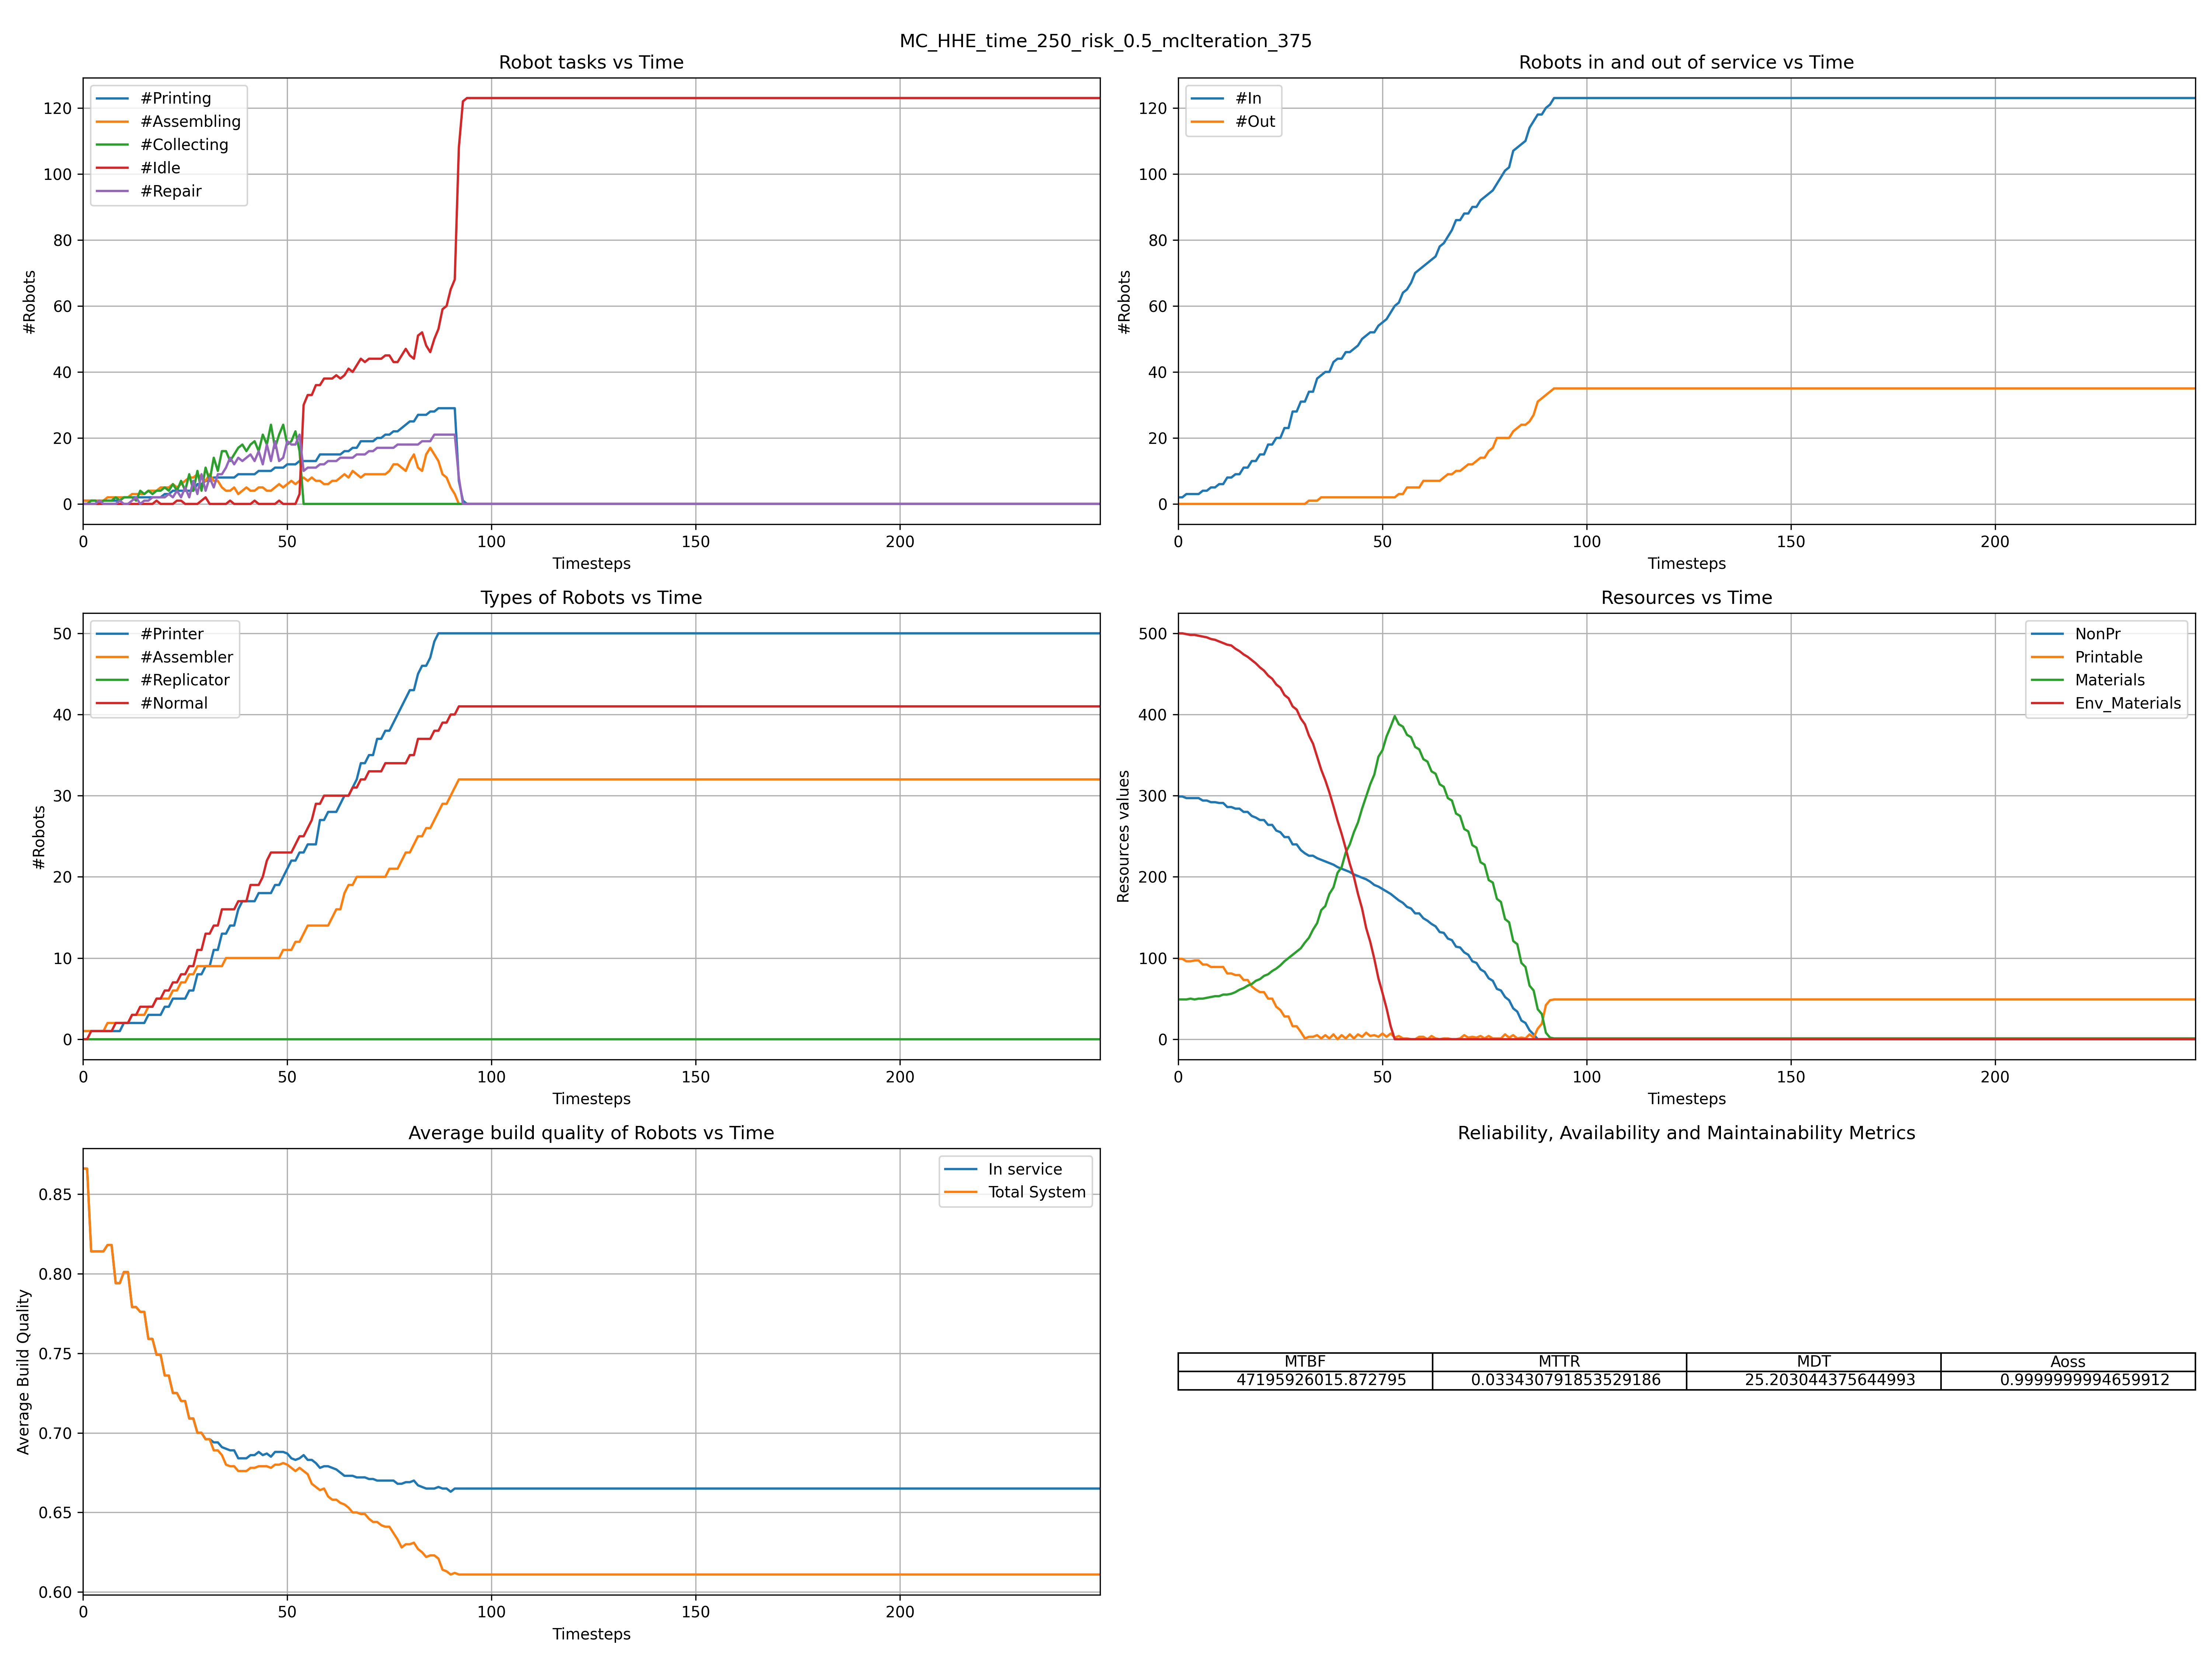 MC_HHE_time_250_risk_0.5_mcIteration_375
Robot tasks vs Time
#Printing
#Assembling
#Collecting
#Idle
#Repair
#Robots
120
100
80
60
40
20
0
0 50 100 150 200
Timesteps
Robots in and out of service vs Time
#In
#Out
#Robots
120
100
80
60
40
20
0
0 50 100 150 200
Timesteps
Types of Robots vs Time
#Printer
#Assembler
#Replicator
#Normal
#Robots
50
40
30
20
10
0
0 50 100 150 200
Timesteps
Resources vs Time
NonPr
Printable
Materials
Env_Materials
Resources values
500
400
300
200
100
0
0 50 100 150 200
Timesteps
Average build quality of Robots vs Time
In service
Total System
Average Build Quality
0.85
0.80
0.75
0.70
0.65
0.60
0 50 100 150 200
Timesteps
Reliability, Availability and Maintainability Metrics
MTBF MTTR MDT Aoss
47195926015.872795 0.033430791853529186 25.203044375644993 0.9999999994659912